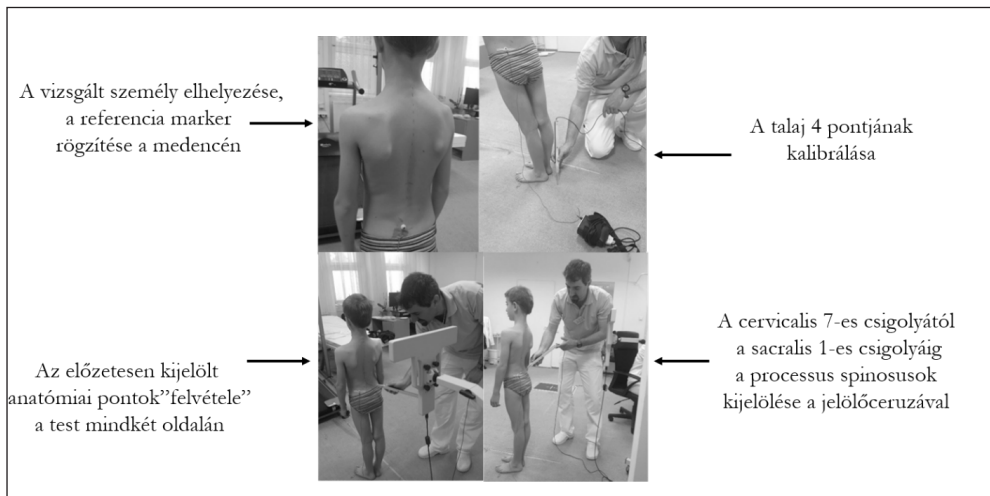 A vizsgált személy elhelyezése,
a referencia marker
rögzítése a medencén
A talaj 4 pontjának
kalibrálása
Az előzetesen kijelölt
anatómiai pontok”felvétele”
a test mindkét oldalán
A cervicalis 7-es csigolyától
a sacralis 1-es csigolyáig
a processus spinosusok
kijelölése a jelölőceruzával